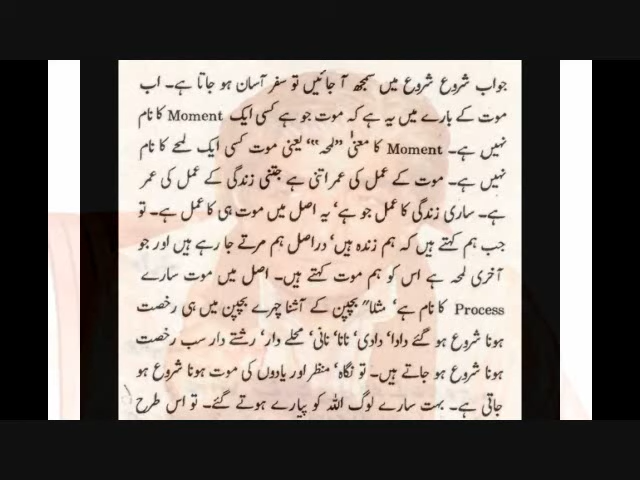 جواب شروع شروع میں سمجھ آ جائیں تو سفر آسان ہو جاتا ہے۔ اب
موت کے بارے میں یہ ہے کہ موت جو ہے کسی ایک Moment کا نام
نہیں ہے۔ Moment کا معنیٰ ”لمحہ“، یعنی موت کسی ایک لمحے کا نام
نہیں ہے۔ موت کے عمل کی عمر اتنی ہے جتنی زندگی کے عمل کی عمر
ہے۔ ساری زندگی کا عمل جو ہے، یہ اصل میں موت ہی کا عمل ہے۔ تو
جب ہم کہتے ہیں کہ ہم زندہ ہیں، دراصل ہم مرتے جا رہے ہیں اور جو
آخری لمحہ ہے اس کو ہم موت کہتے ہیں۔ اصل میں موت سارے
Process کا نام ہے، مثلاً بچپن کے آشنا چہرے بچپن میں ہی رخصت
ہونا شروع ہو گئے دادا، دادی، نانا، نانی، محلے دار، رشتے دار سب رخصت
ہونا شروع ہو جاتے ہیں۔ تو نگاہ، منظر اور یادوں کی موت ہونا شروع ہو
جاتی ہے۔ بہت سارے لوگ اللہ کو پیارے ہوتے گئے۔ تو اس طرح